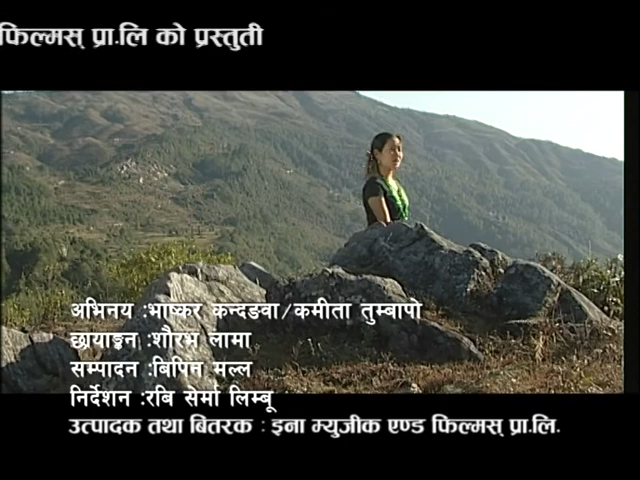 फिल्मस् प्रा.लि को प्रस्तुती
अभिनय :भाष्कर कन्दङवा/कमीता तुम्बापो
छायाङ्कन :शौरभ लामा
सम्पादन :बिपिन मल्ल
निर्देशन :रबि सेर्मा लिम्बू
उत्पादक तथा बितरक : इना म्युजीक एण्ड फिल्मस् प्रा.लि.